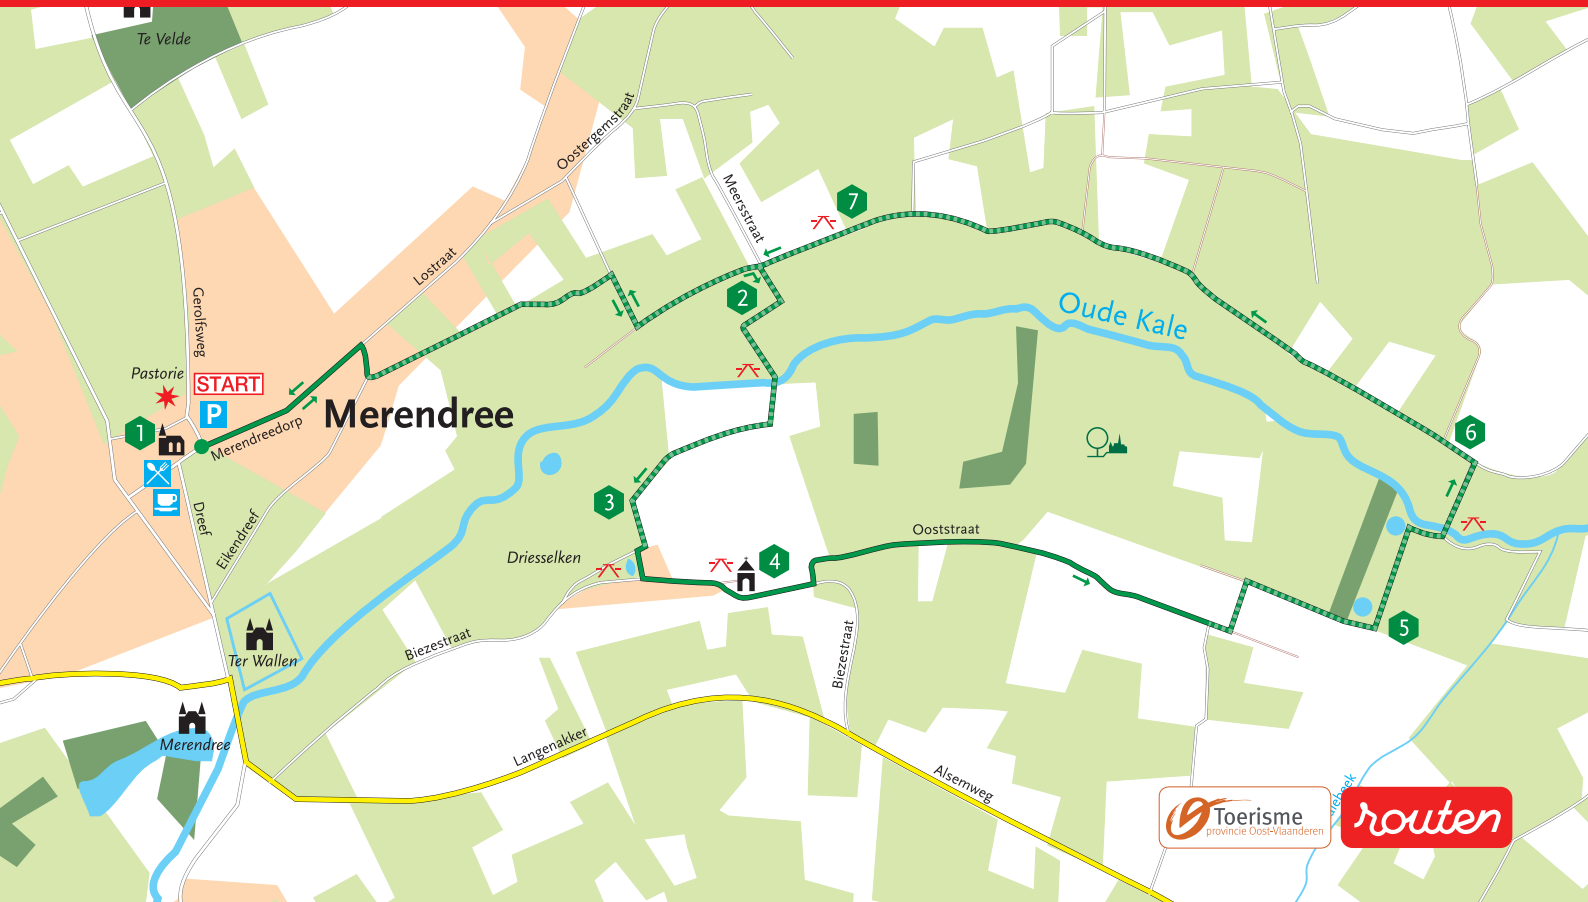 Te Velde
Oostergemstraat
Meersstraat
7
Lostraat
Gerolfsweg
2
Oude Kale
Pastorie
START
P
1
Merendree
Merendreedorp
6
3
Dreef
Eikendreef
Driesselken
4
Ooststraat
5
Ter Wallen
Biezestraat
Biezestraat
Merendree
Langenakker
Alsemweg
Toerisme
provincie Oost-Vlaanderen
routen